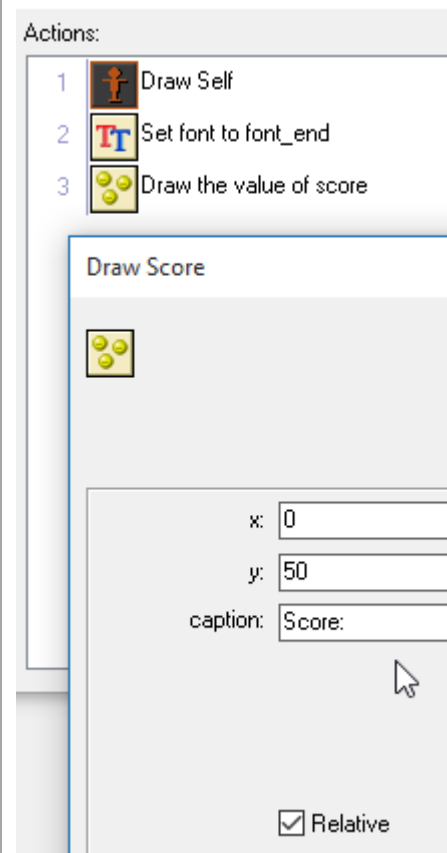 Actions:
1 Draw Self
2 TT Set font to font_end
3 Draw the value of score
Draw Score
x: 0
y: 50
caption: Score:
Relative